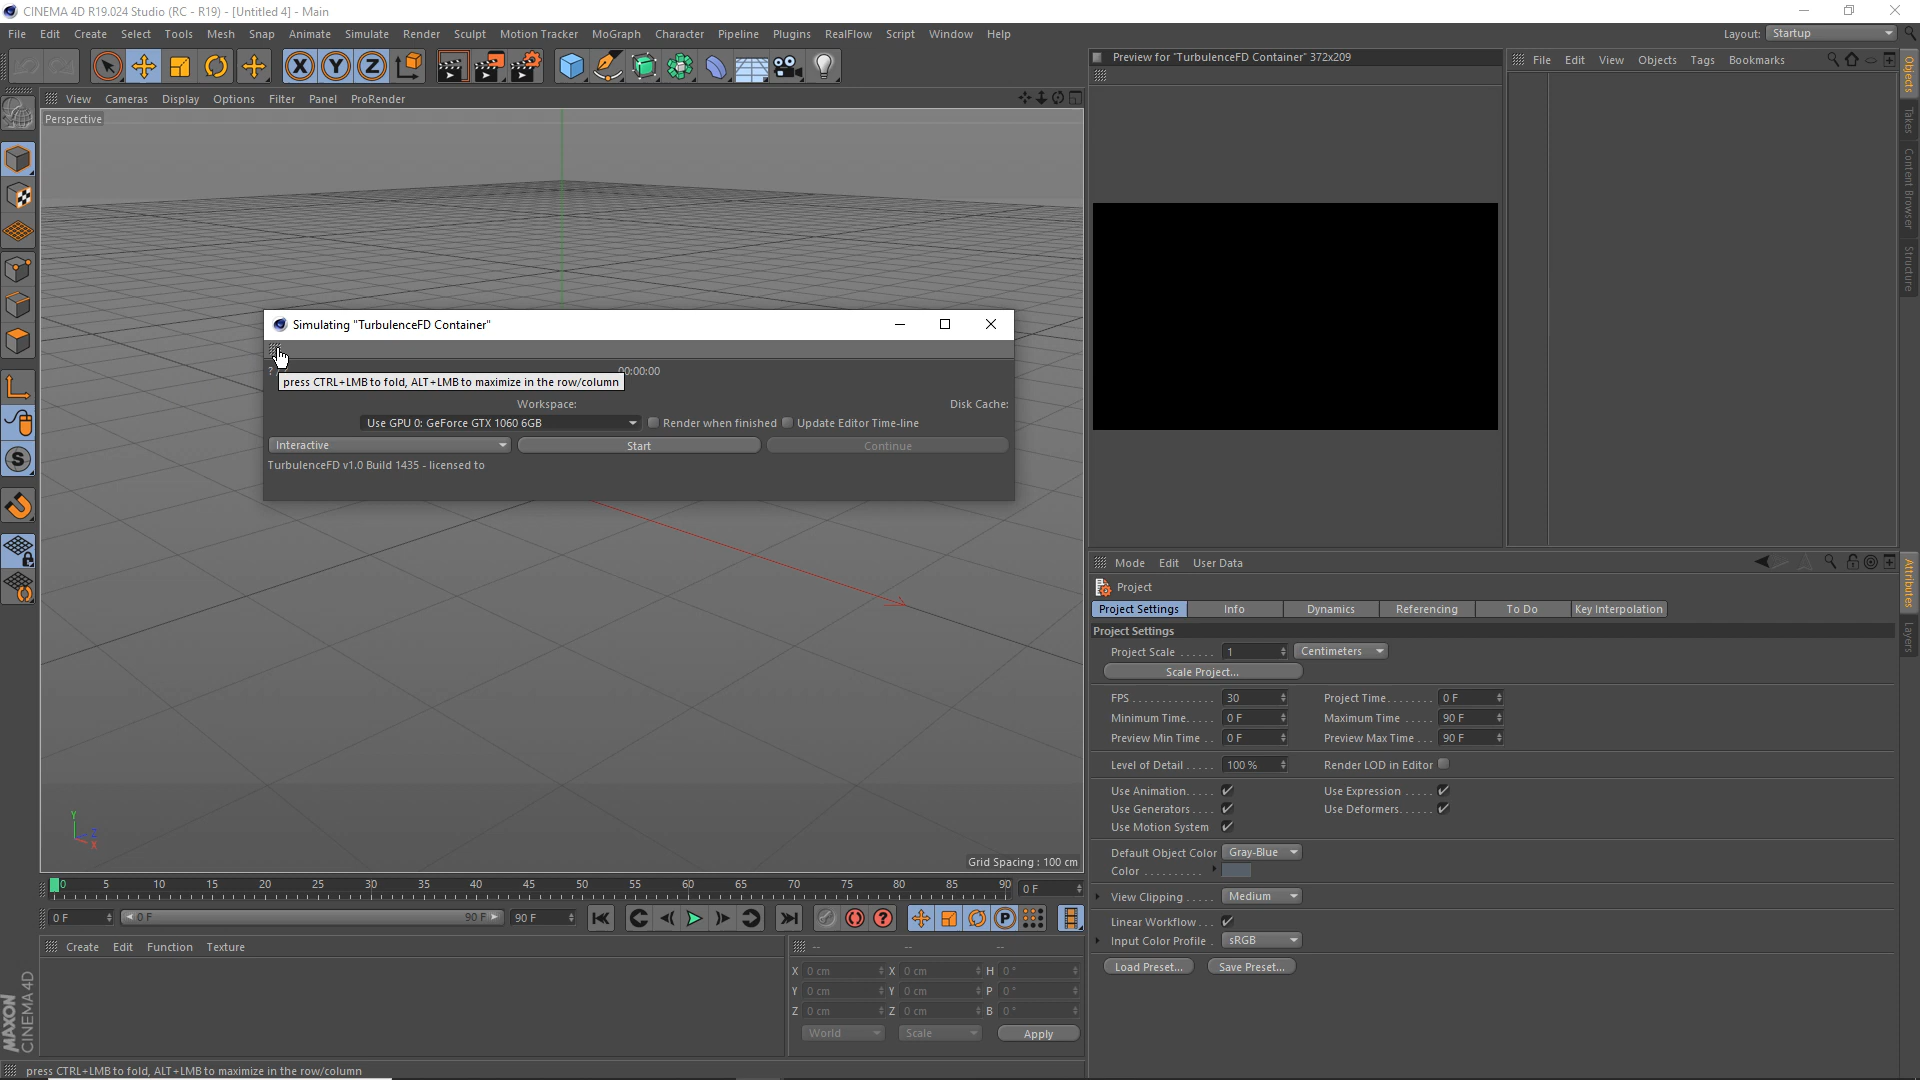 CINEMA 4D R19.024 Studio (RC - R19) - [Untitled 4] - Main
File Edit Create Select Tools Mesh Snap Animate Simulate Render Sculpt Motion Tracker MoGraph Character Pipeline Plugins RealFlow Script Window Help
Layout: Startup
View Cameras Display Options Filter Panel ProRender
Preview for "TurbulenceFD Container" 372x209
File Edit View Objects Tags Bookmarks
Objects
Takes
Content Browser
Structure
Perspective
Simulating "TurbulenceFD Container"
? 00:00:00
press CTRL+LMB to fold, ALT+LMB to maximize in the row/column
Workspace: Disk Cache:
Use GPU 0: GeForce GTX 1060 6GB Render when finished Update Editor Time-line
Interactive Start Continue
TurbulenceFD v1.0 Build 1435 - licensed to
Y
Z
X
Grid Spacing : 100 cm
Mode Edit User Data
Attributes
Layers
Project
Project Settings Info Dynamics Referencing To Do Key Interpolation
Project Settings
Project Scale ...... 1 Centimeters
Scale Project...
FPS............. 30 Project Time........ 0 F
Minimum Time..... 0 F Maximum Time ..... 90 F
Preview Min Time .. 0 F Preview Max Time ... 90 F
Level of Detail ..... 100 % Render LOD in Editor
Use Animation..... Use Expression .....
Use Generators .... Use Deformers......
Use Motion System
Default Object Color Gray-Blue
Color ..........
View Clipping ..... Medium
Linear Workflow...
Input Color Profile . sRGB
Load Preset... Save Preset...
0 5 10 15 20 25 30 35 40 45 50 55 60 65 70 75 80 85 90 0 F
0 F 0 F 90 F 90 F
Create Edit Function Texture
-- -- --
X 0 cm X 0 cm H 0 °
Y 0 cm Y 0 cm P 0 °
Z 0 cm Z 0 cm B 0 °
World Scale Apply
MAXON
CINEMA 4D
press CTRL+LMB to fold, ALT+LMB to maximize in the row/column